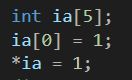 int ia[5];
ia[0] = 1;
*ia = 1;